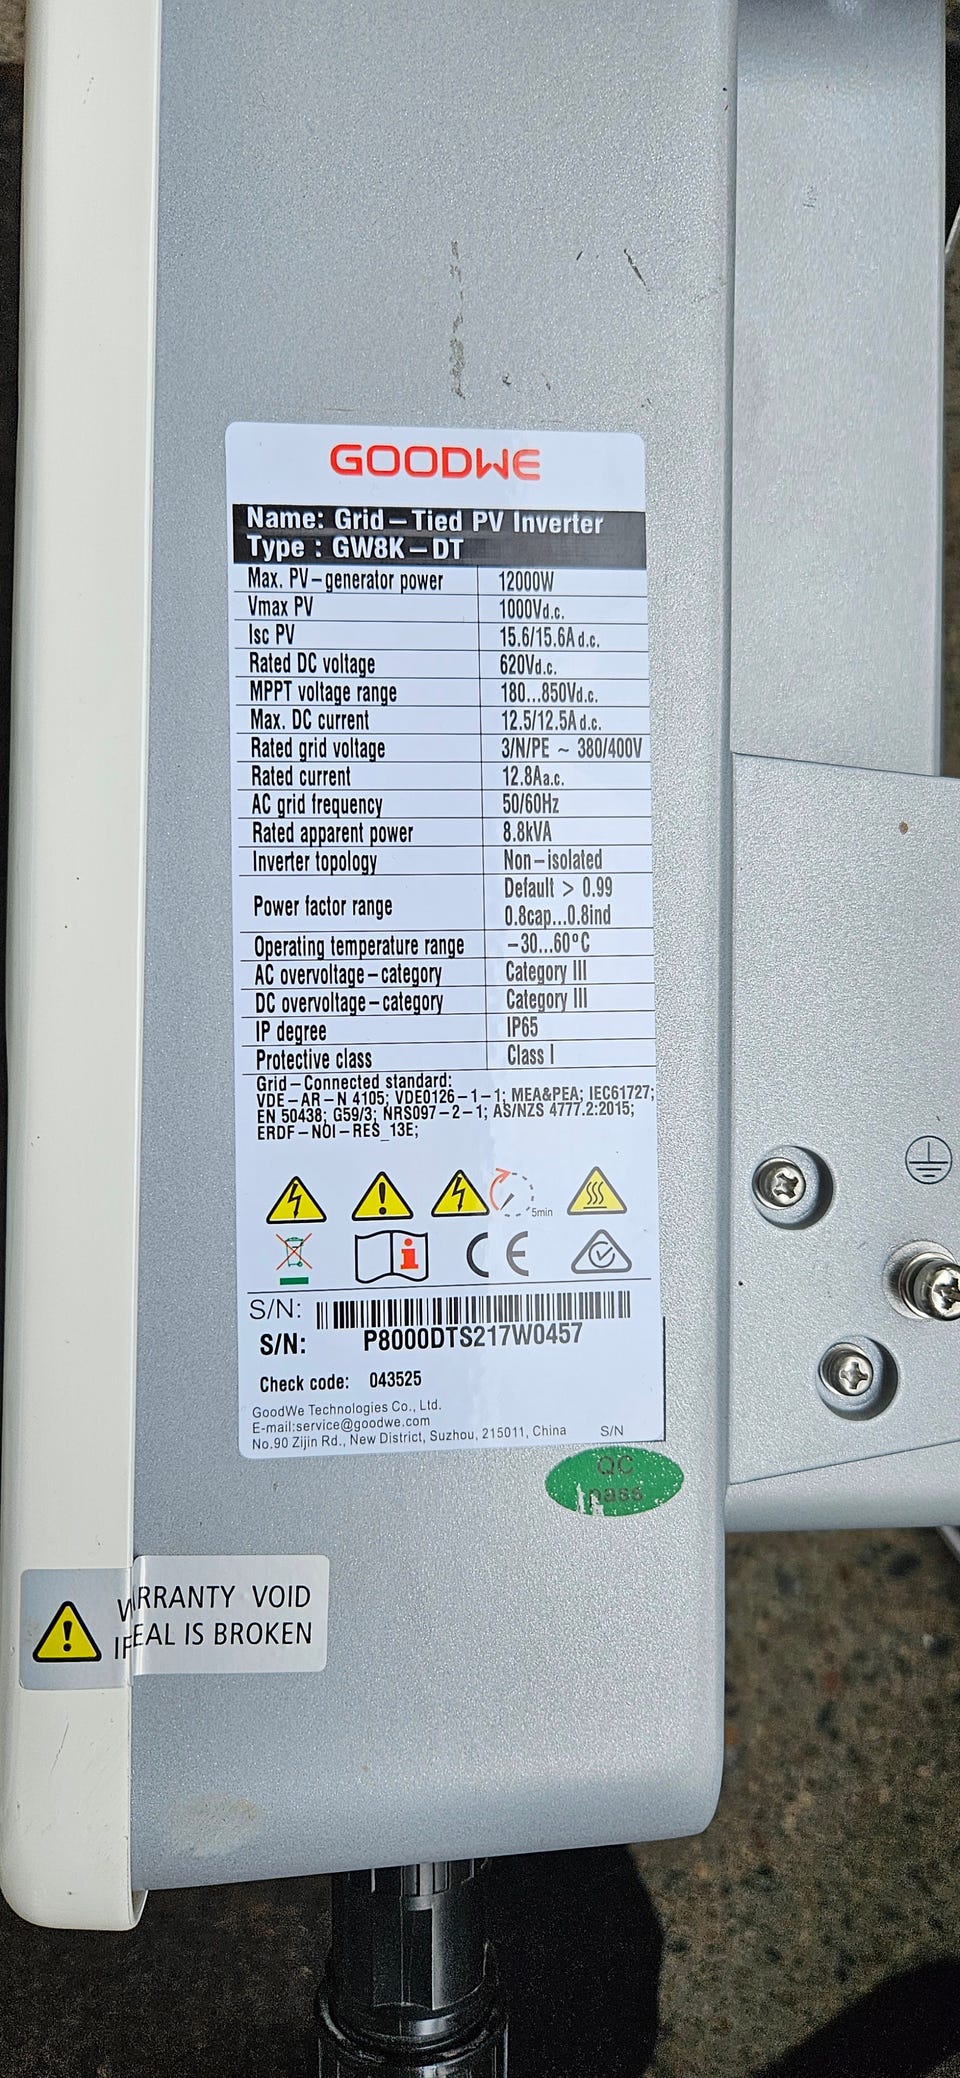 GOODWE
Name: Grid-Tied PV Inverter
Type : GW8K-DT
Max. PV-generator power 12000W
Vmax PV 1000Vd.c.
Isc PV 15.6/15.6A d.c.
Rated DC voltage 620Vd.c.
MPPT voltage range 180...850Vd.c.
Max. DC current 12.5/12.5A d.c.
Rated grid voltage 3/N/PE ~ 380/400V
Rated current 12.8Aa.c.
AC grid frequency 50/60Hz
Rated apparent power 8.8kVA
Inverter topology Non-isolated
Power factor range Default > 0.99
0.8cap...0.8ind
Operating temperature range -30...60°C
AC overvoltage-category Category III
DC overvoltage-category Category III
IP degree IP65
Protective class Class I
Grid-Connected standard:
VDE-AR-N 4105; VDE0126-1-1; MEA&PEA; IEC61727;
EN 50438; G59/3; NRS097-2-1; AS/NZS 4777.2:2015;
ERDF-NOI-RES_13E;
5min
CE
S/N:
S/N: P8000DTS217W0457
Check code: 043525
GoodWe Technologies Co., Ltd.
E-mail:service@goodwe.com
No.90 Zijin Rd., New District, Suzhou, 215011, China S/N
QC
pass
WARRANTY VOID
IF EAL IS BROKEN